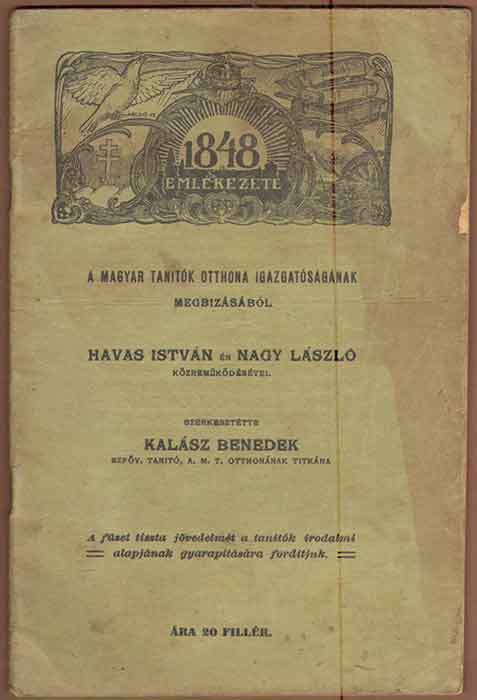 1848
EMLÉKEZETE
A MAGYAR TANITÓK OTTHONA IGAZGATÓSÁGÁNAK
MEGBIZÁSÁBÓL
HAVAS ISTVÁN ÉS NAGY LÁSZLÓ
KÖZREMŰKÖDÉSÉVEL
SZERKESZTETTE
KALÁSZ BENEDEK
SZFŐV. TANITÓ, A. M. T. OTTHONÁNAK TITKÁRA
A füzet tiszta jövedelmét a tanitók irodalmi
alapjának gyarapitására forditjuk.
ÁRA 20 FILLÉR.